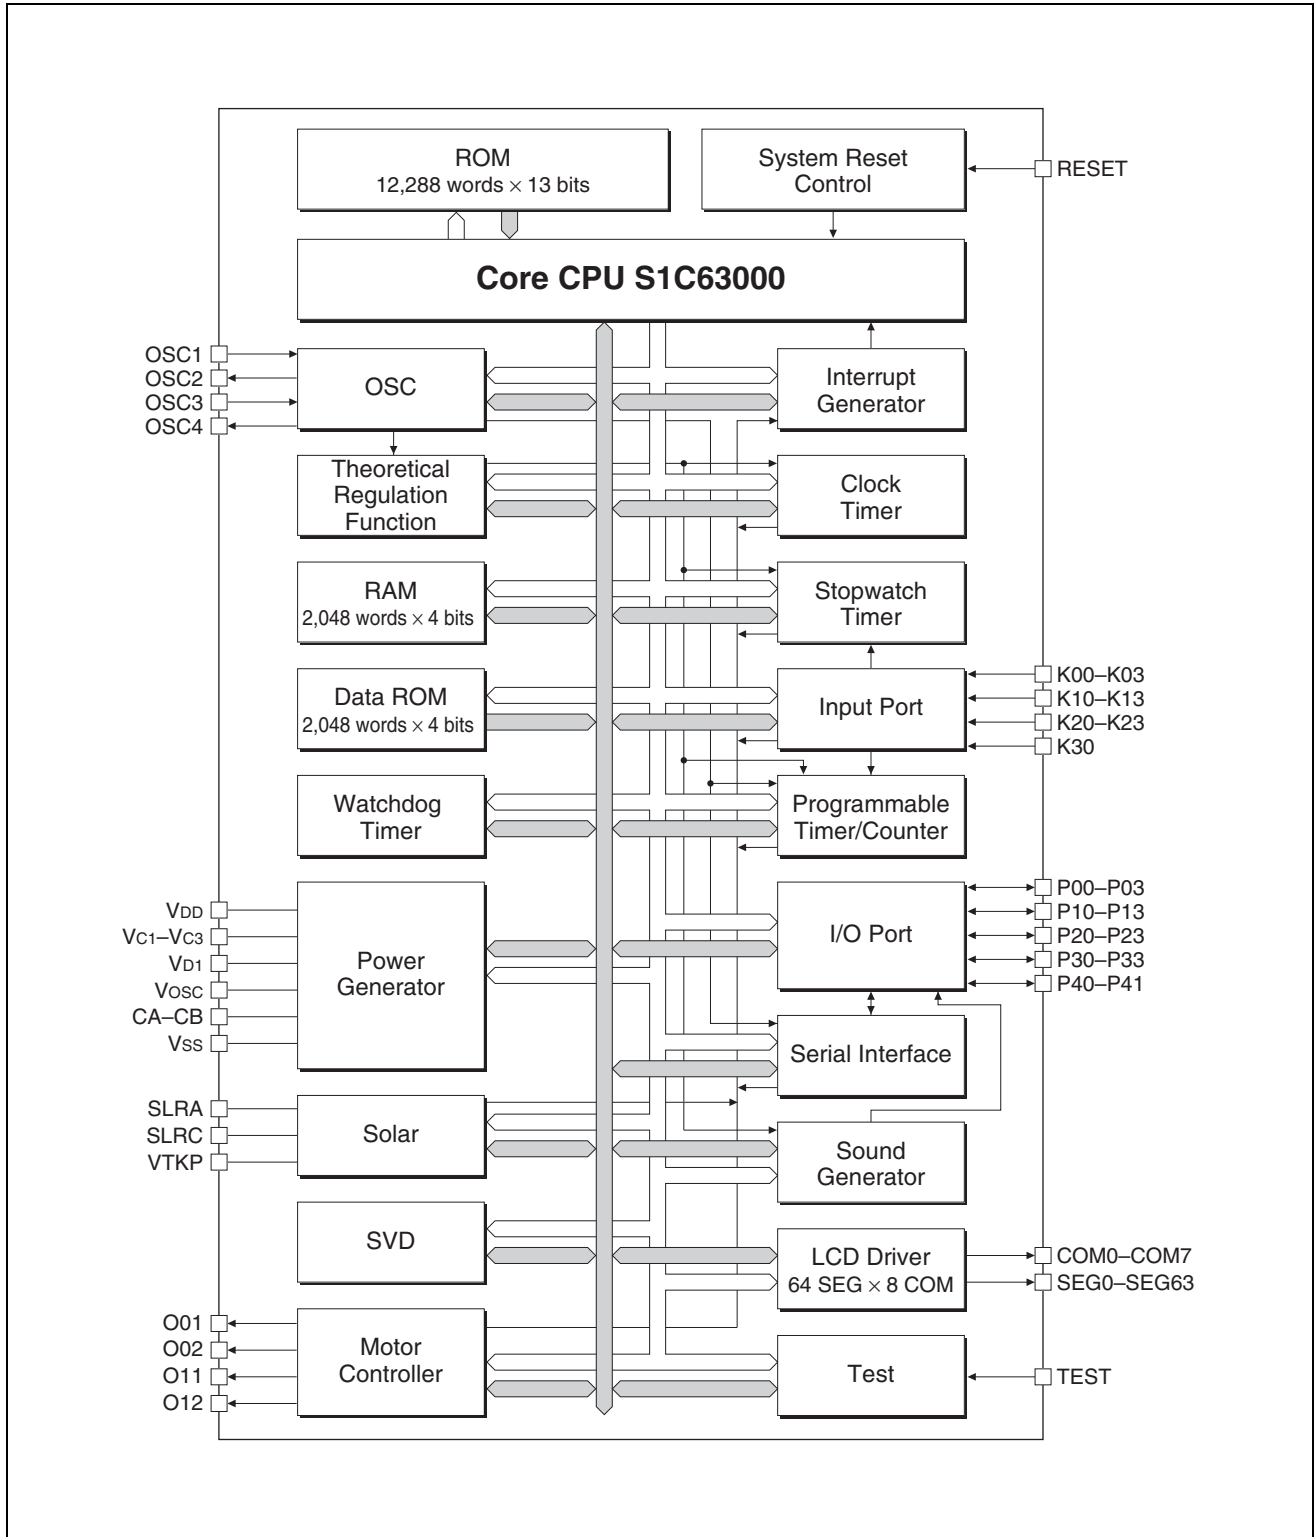 ROM
12,288 words × 13 bits
System Reset
Control
RESET
Core CPU S1C63000
OSC1
OSC2
OSC3
OSC4
OSC
Interrupt
Generator
Theoretical
Regulation
Function
Clock
Timer
RAM
2,048 words × 4 bits
Stopwatch
Timer
Data ROM
2,048 words × 4 bits
Input Port
K00–K03
K10–K13
K20–K23
K30
Watchdog
Timer
Programmable
Timer/Counter
VDD
VC1–VC3
VD1
VOSC
CA–CB
VSS
Power
Generator
I/O Port
P00–P03
P10–P13
P20–P23
P30–P33
P40–P41
Serial Interface
SLRA
SLRC
VTKP
Solar
Sound
Generator
SVD
LCD Driver
64 SEG × 8 COM
COM0–COM7
SEG0–SEG63
O01
O02
O11
O12
Motor
Controller
Test
TEST